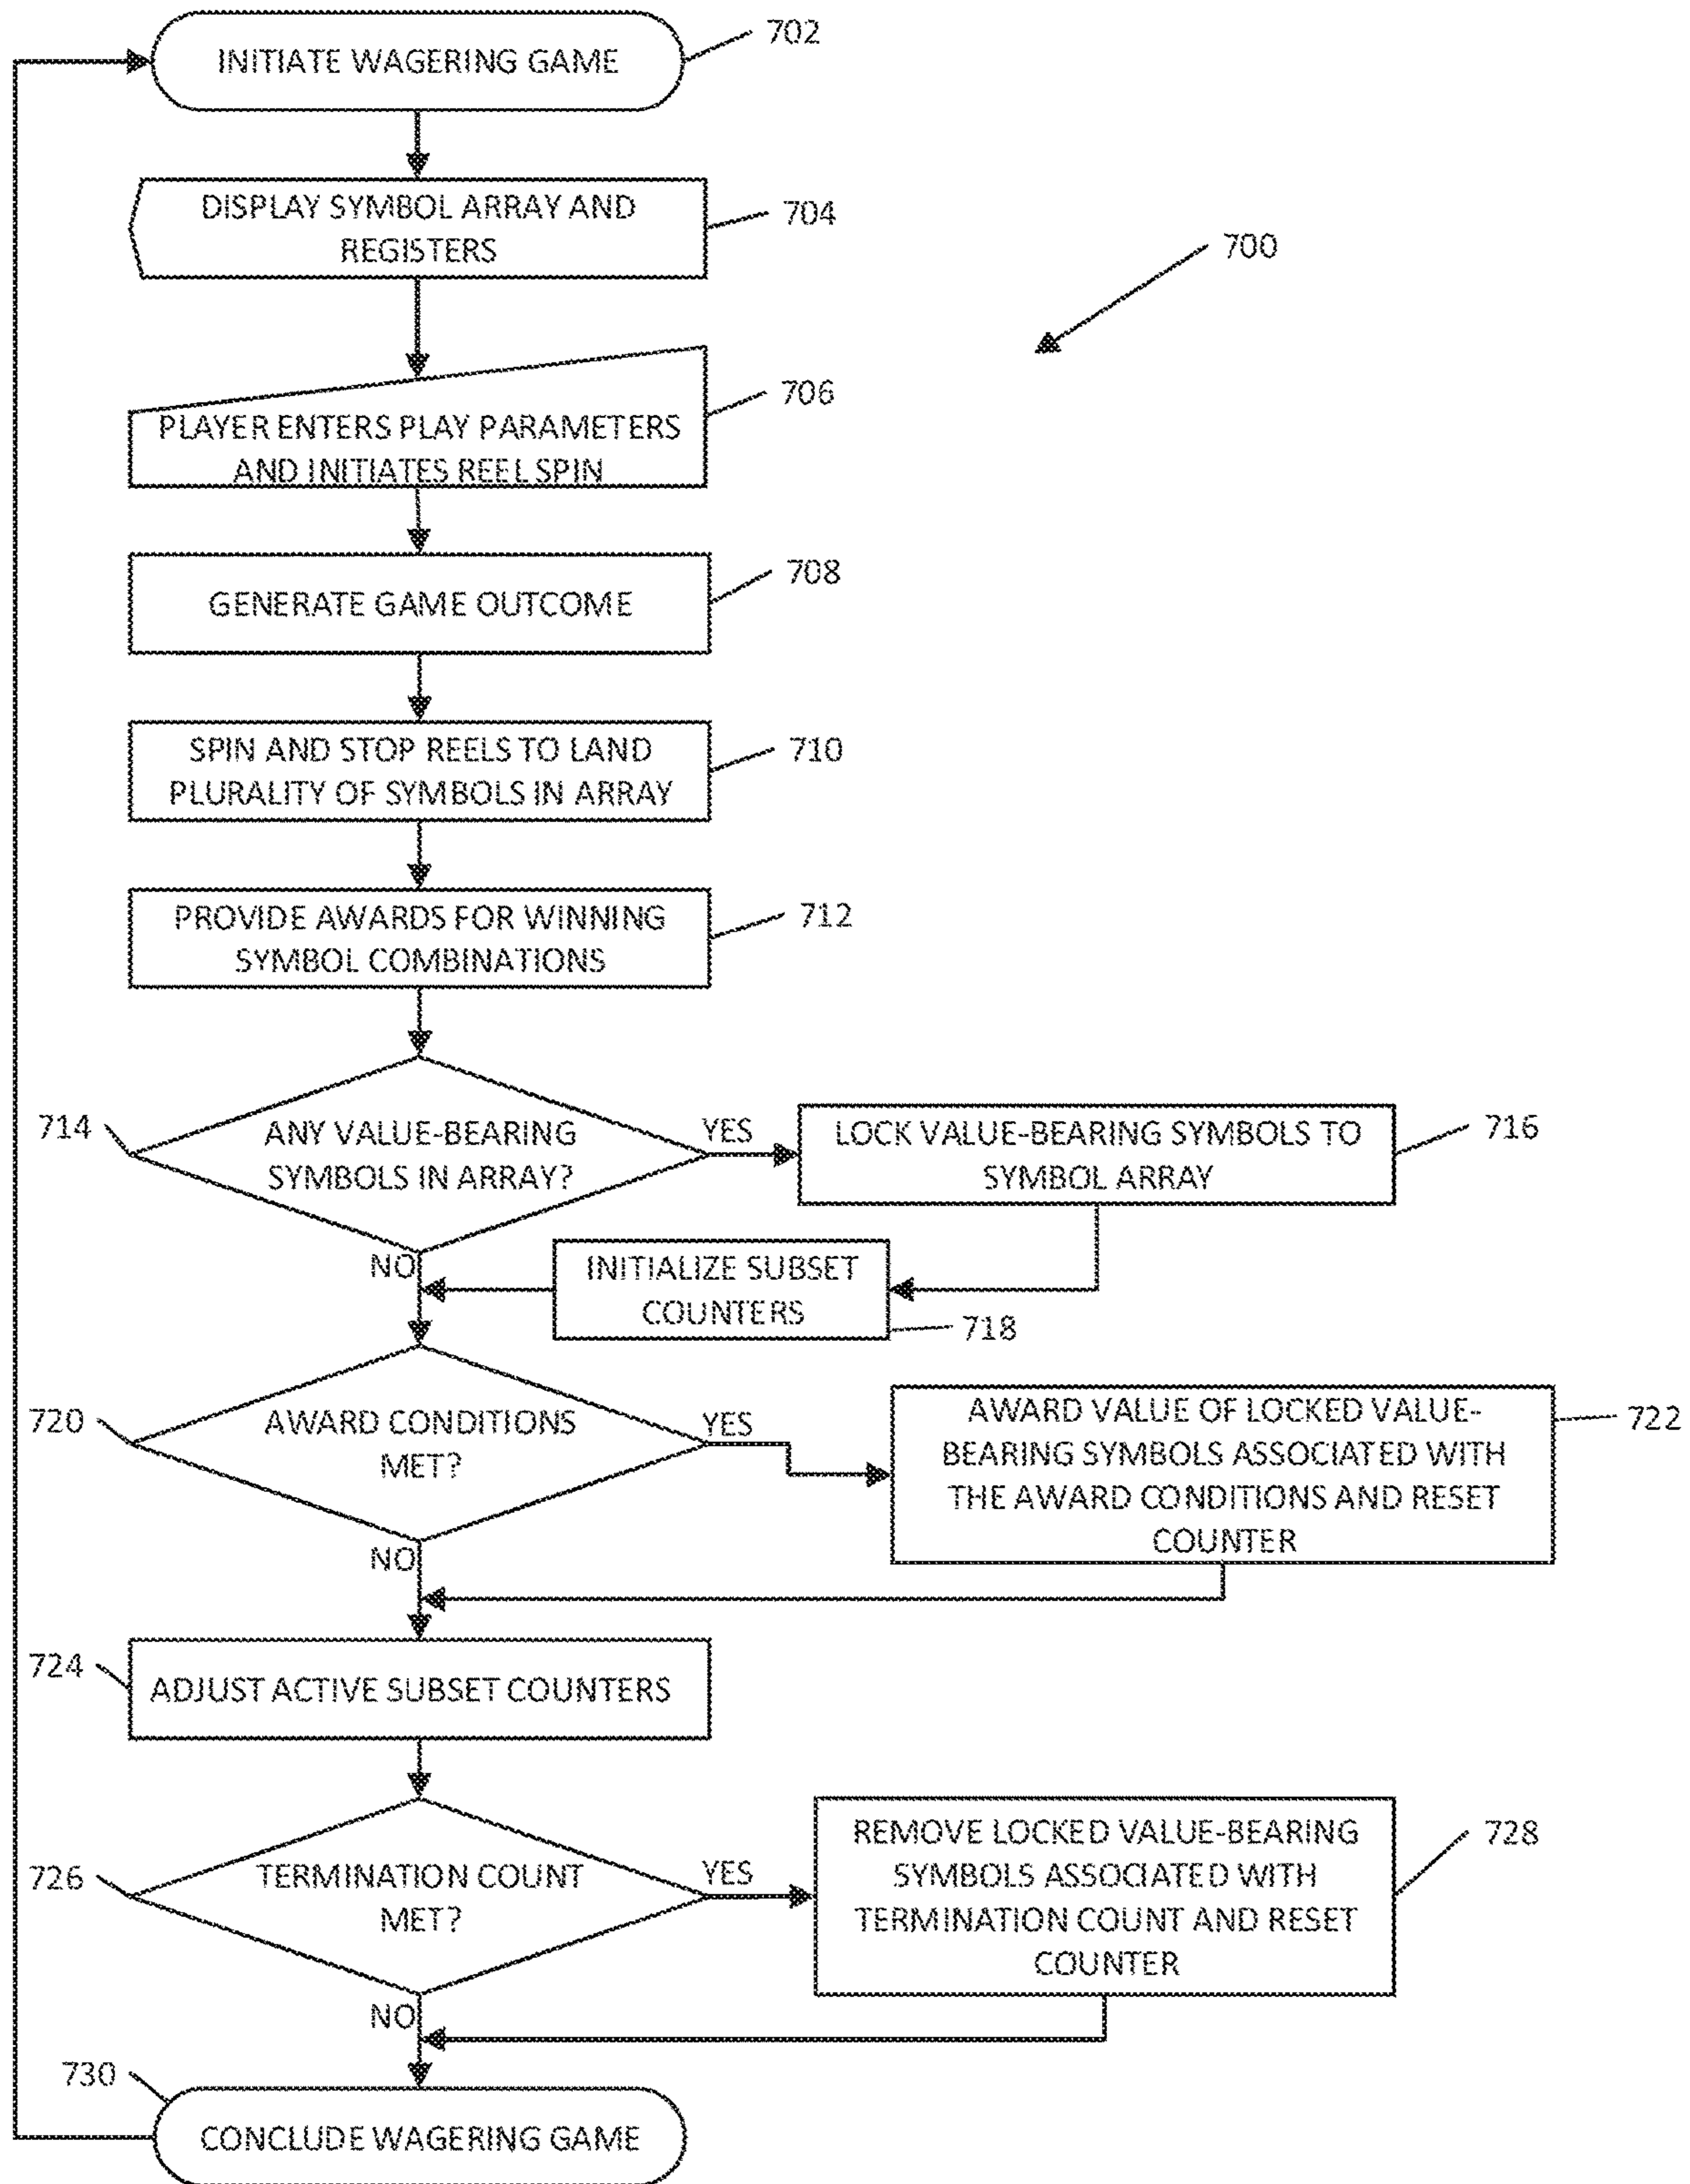 INITIATE WAGERING GAME
702
DISPLAY SYMBOL ARRAY AND
REGISTERS
704
700
706
PLAYER ENTERS PLAY PARAMETERS
AND INITIATES REEL SPIN
708
GENERATE GAME OUTCOME
SPIN AND STOP REELS TO LAND
PLURALITY OF SYMBOLS IN ARRAY
710
PROVIDE AWARDS FOR WINNING
SYMBOL COMBINATIONS
712
714
ANY VALUE-BEARING
SYMBOLS IN ARRAY?
YES
LOCK VALUE-BEARING SYMBOLS TO
SYMBOL ARRAY
716
NO
INITIALIZE SUBSET
COUNTERS
718
720
AWARD CONDITIONS
MET?
YES
AWARD VALUE OF LOCKED VALUE-
BEARING SYMBOLS ASSOCIATED WITH
THE AWARD CONDITIONS AND RESET
COUNTER
722
NO
724
ADJUST ACTIVE SUBSET COUNTERS
726
TERMINATION COUNT
MET?
YES
REMOVE LOCKED VALUE-BEARING
SYMBOLS ASSOCIATED WITH
TERMINATION COUNT AND RESET
COUNTER
728
NO
730
CONCLUDE WAGERING GAME